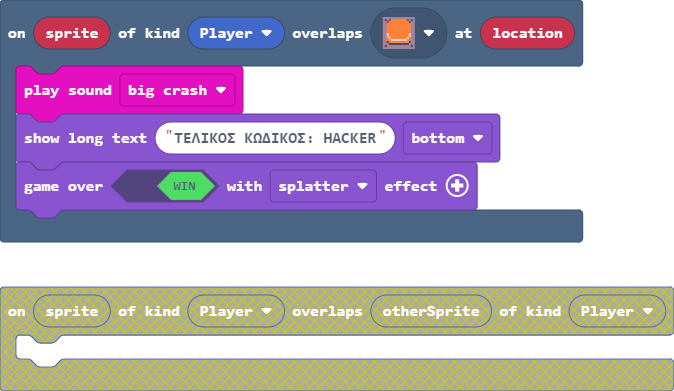 on sprite of kind Player overlaps at location
play sound big crash
show long text "ΤΕΛΙΚΟΣ ΚΩΔΙΚΟΣ: HACKER" bottom
game over WIN with splatter effect
on sprite of kind Player overlaps otherSprite of kind Player